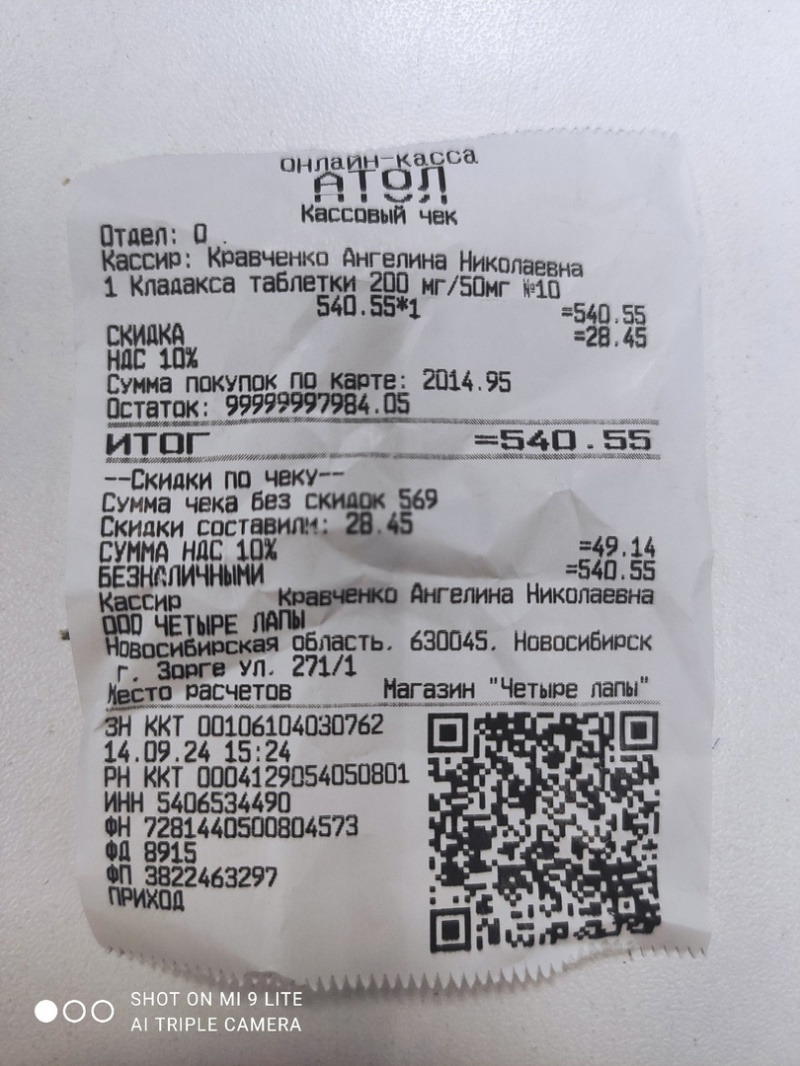 ОНЛАЙН-КАССА
АТОЛ
Кассовый чек
Отдел: 0
Кассир: Кравченко Ангелина Николаевна
1 Кладакса таблетки 200 мг/50мг №10
540.55*1 =540.55
СКИДКА =28.45
НДС 10%
Сумма покупок по карте: 2014.95
Остаток: 99999997984.05
ИТОГ =540.55
--Скидки по чеку--
Сумма чека без скидок 569
Скидки составили: 28.45
СУММА НДС 10% =49.14
БЕЗНАЛИЧНЫМИ =540.55
Кассир Кравченко Ангелина Николаевна
ООО ЧЕТЫРЕ ЛАПЫ
Новосибирская область. 630045. Новосибирск
г. Зорге ул. 271/1
Место расчетов Магазин "Четыре лапы"
ЗН ККТ 00106104030762
14.09.24 15:24
РН ККТ 0004129054050801
ИНН 5406534490
ФН 7281440500804573
ФД 8915
ФП 3822463297
ПРИХОД
SHOT ON MI 9 LITE
AI TRIPLE CAMERA